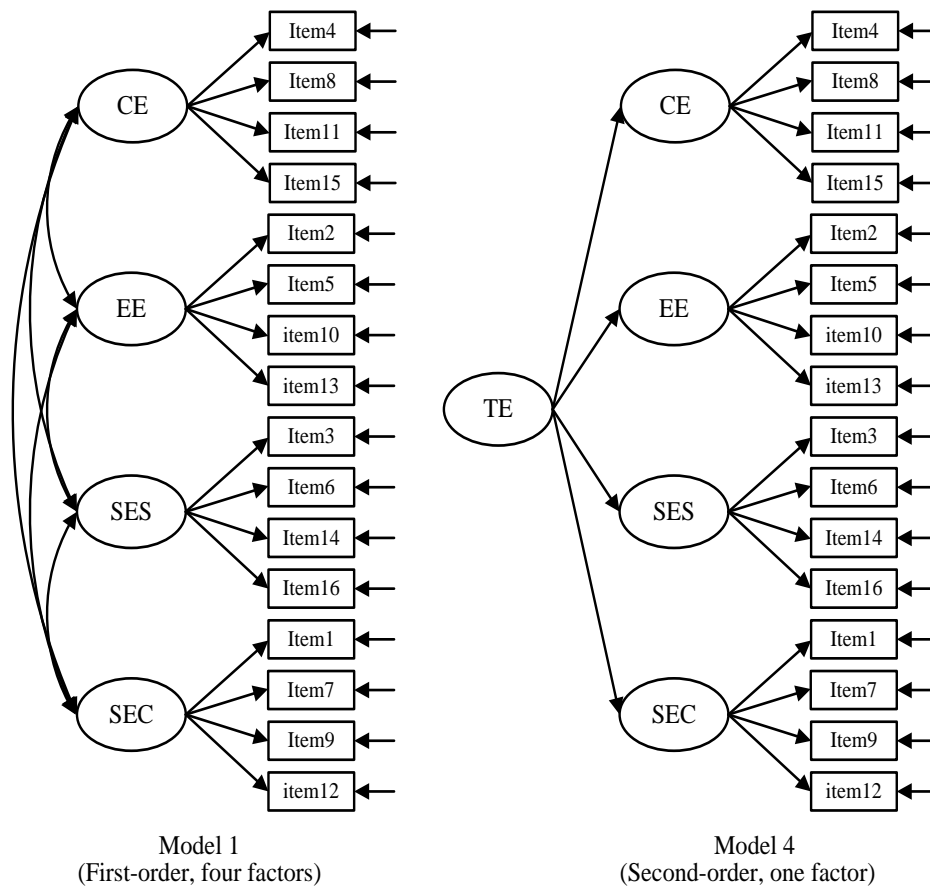 CE
Item4
Item8
Item11
Item15
EE
Item2
Item5
item10
item13
SES
Item3
Item6
Item14
Item16
SEC
Item1
Item7
Item9
item12
Model 1
(First-order, four factors)
TE
CE
Item4
Item8
Item11
Item15
EE
Item2
Item5
item10
item13
SES
Item3
Item6
Item14
Item16
SEC
Item1
Item7
Item9
item12
Model 4
(Second-order, one factor)